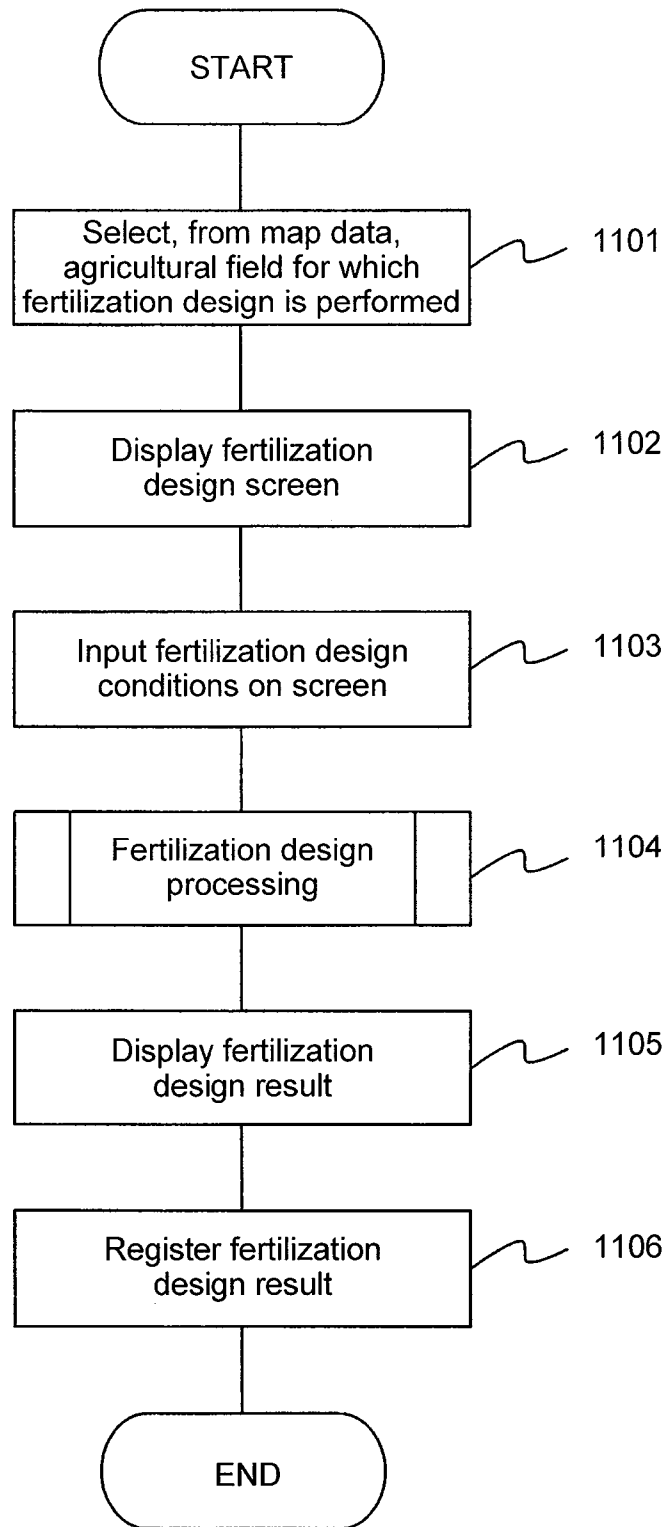 START
Select, from map data,
agricultural field for which
fertilization design is performed
1101
Display fertilization
design screen
1102
Input fertilization design
conditions on screen
1103
Fertilization design
processing
1104
Display fertilization
design result
1105
Register fertilization
design result
1106
END